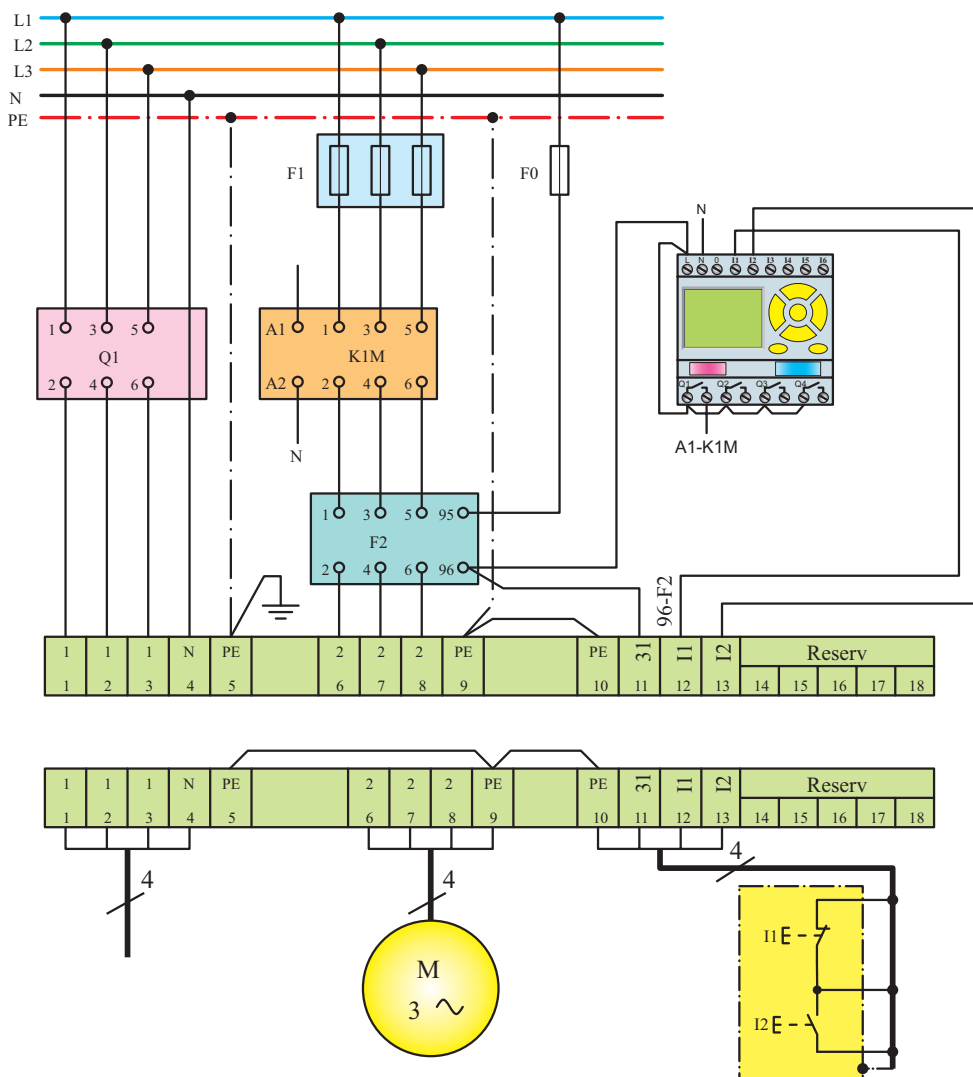 L1
L2
L3
N
PE
F1
F0
N
L N 0 I1 I2 I3 I4 I5 I6
1 3 5
Q1
2 4 6
A1 1 3 5
K1M
A2 2 4 6
N
Q1 Q2 Q3 Q4
A1-K1M
1 3 5 95
F2
2 4 6 96
96-F2
1 1 1 N PE 2 2 2 PE PE 31 I1 I2 Reserv
1 2 3 4 5 6 7 8 9 10 11 12 13 14 15 16 17 18
1 1 1 N PE 2 2 2 PE PE 31 I1 I2 Reserv
1 2 3 4 5 6 7 8 9 10 11 12 13 14 15 16 17 18
4 4 4
M
3
I1
I2